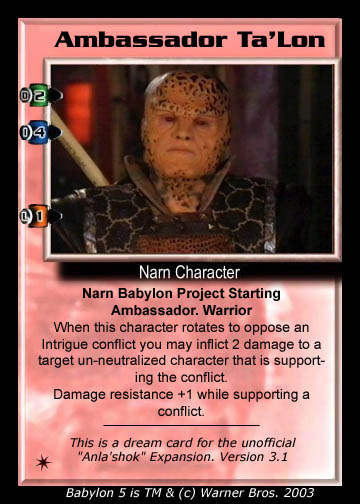 Ambassador Ta'Lon
D 2
D 4
L 1
Narn Character
Narn Babylon Project Starting
Ambassador. Warrior
When this character rotates to oppose an
Intrigue conflict you may inflict 2 damage to a
target un-neutralized character that is support-
ing the conflict.
Damage resistance +1 while supporting a
conflict.
This is a dream card for the unofficial
"Anla'shok" Expansion. Version 3.1
Babylon 5 is TM & (c) Warner Bros. 2003